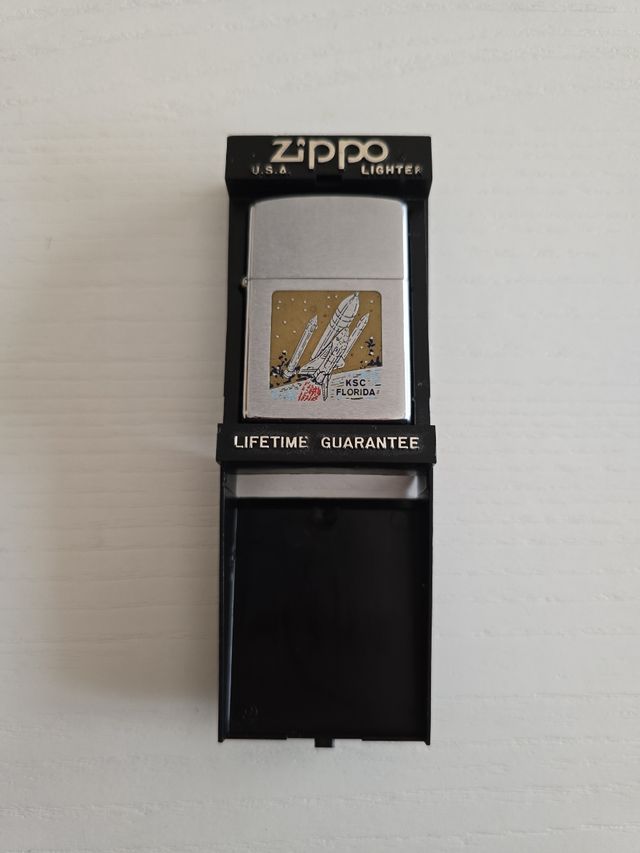 Zippo
U.S.A. LIGHTER
KSC
FLORIDA
LIFETIME GUARANTEE